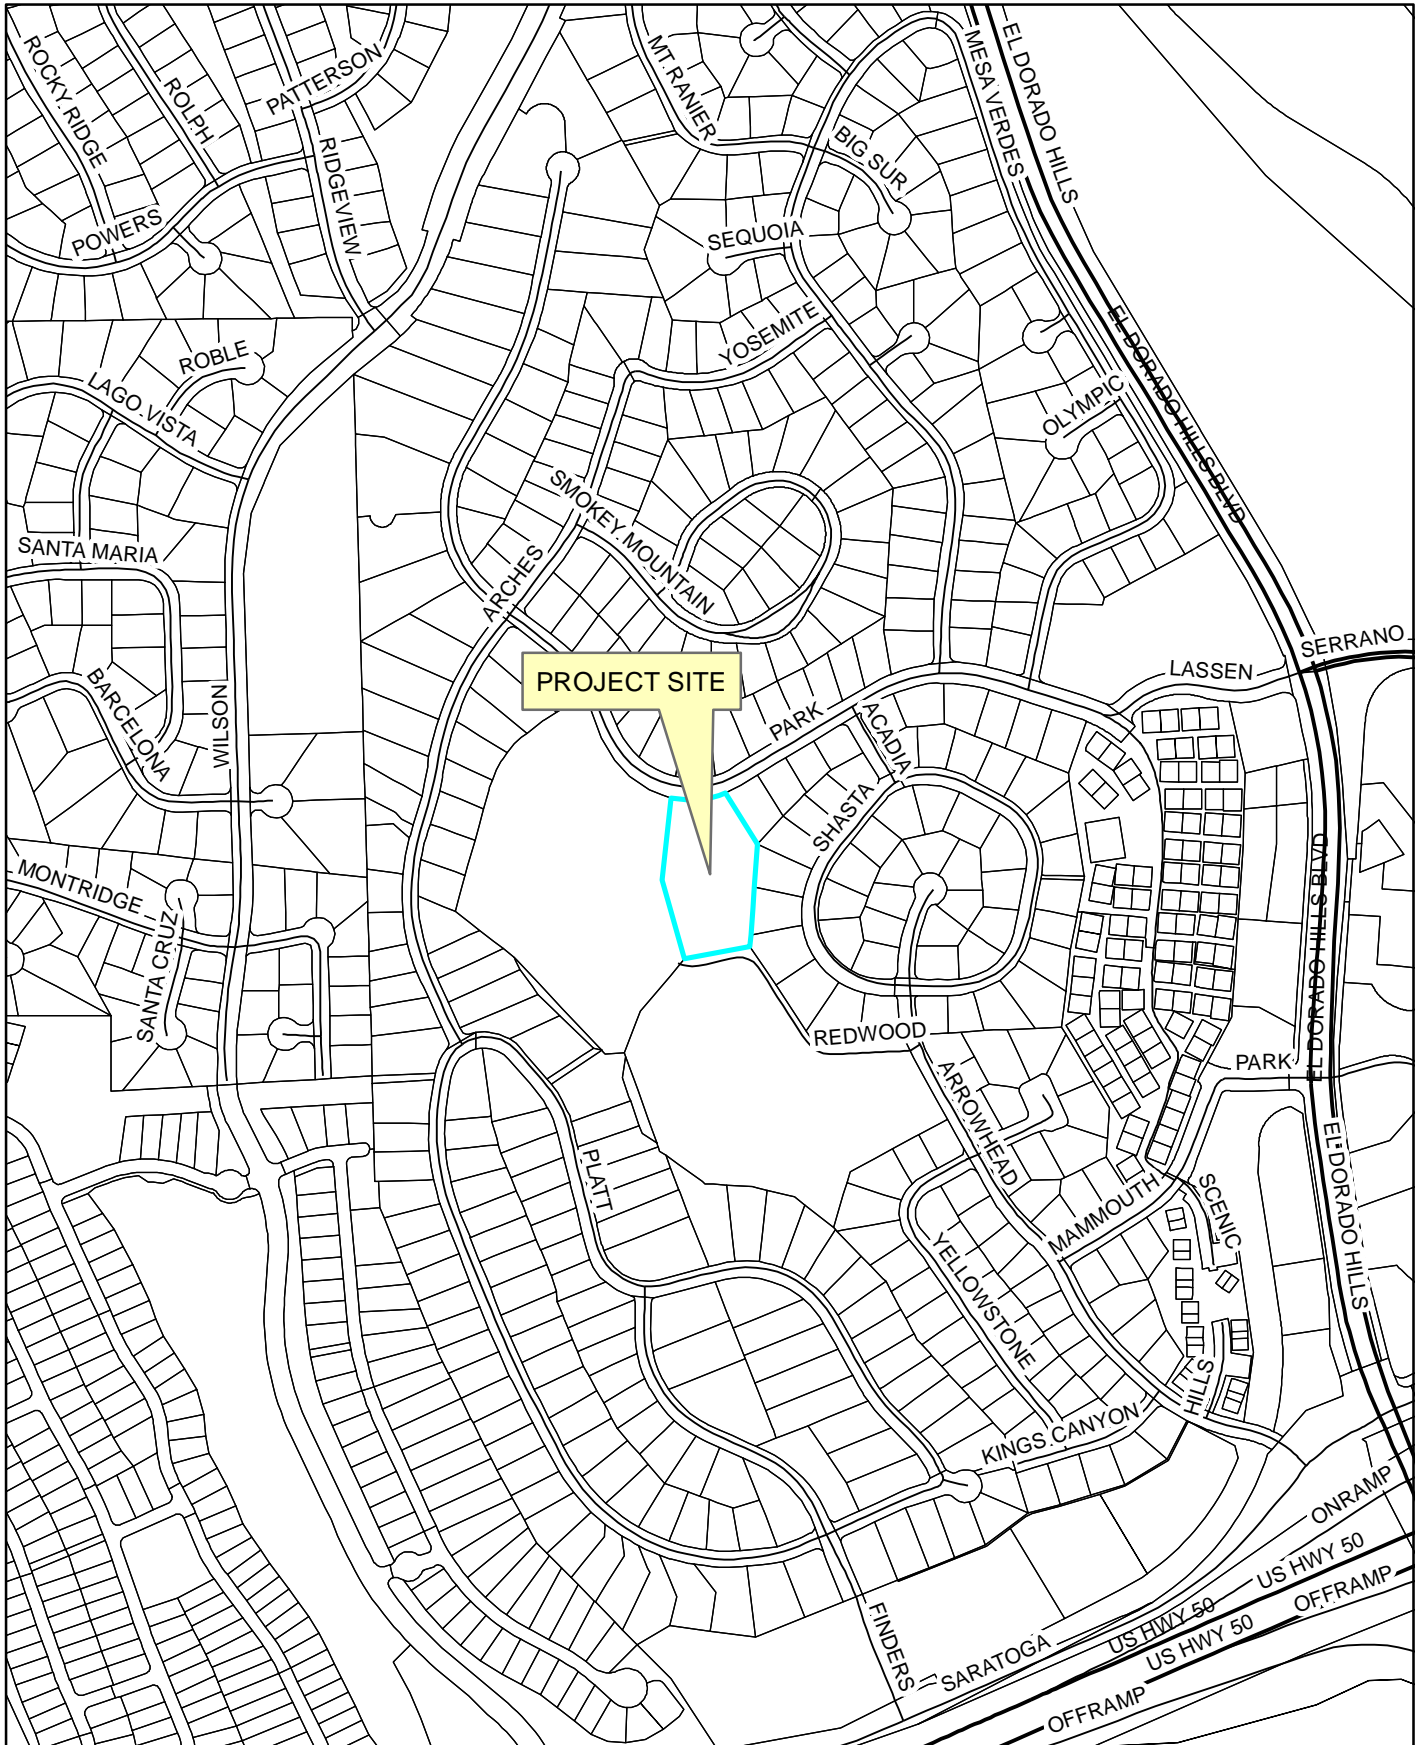 ROCKY RIDGE
ROLPH
PATTERSON
RIDGEVIEW
POWERS
MT RANIER
MESA VERDES
EL DORADO HILLS
BIG SUR
SEQUOIA
YOSEMITE
ROBLE
LAGO VISTA
OLYMPIC
EL DORADO HILLS BLVD
EL DORADO HILLS
SMOKEY MOUNTAIN
SANTA MARIA
ARCHES
BARCELONA
WILSON
PROJECT SITE
PARK
ACADIA
LASSEN
SERRANO
SHASTA
MONTRIDGE
SANTA CRUZ
EL DORADO HILLS BLVD
REDWOOD
PARK
ARROWHEAD
PLATT
MAMMOUTH
SCENIC
EL DORADO HILLS
YELLOWSTONE
HILLS
KINGS CANYON
ONRAMP
US HWY 50
OFFRAMP
US HWY 50
US HWY 50
FINDERS
SARATOGA
OFFRAMP